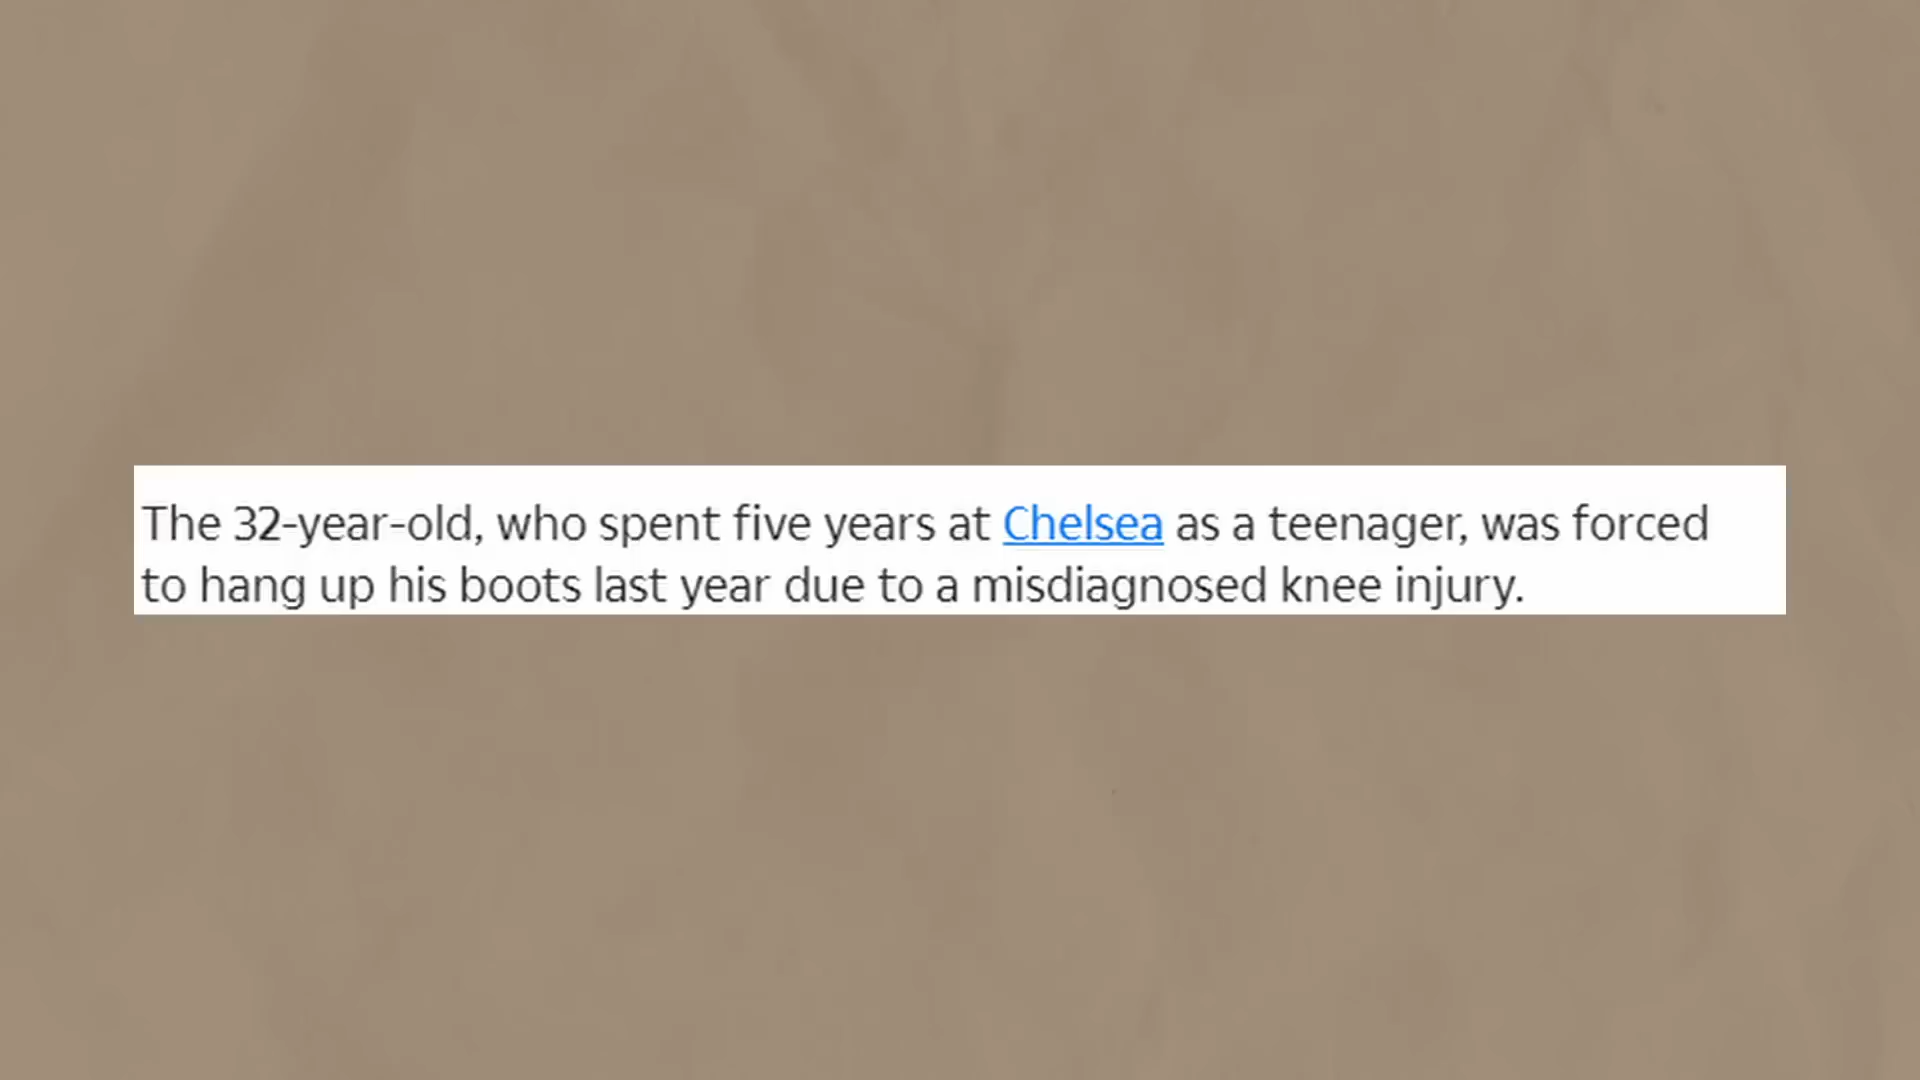 The 32-year-old, who spent five years at Chelsea as a teenager, was forced
to hang up his boots last year due to a misdiagnosed knee injury.